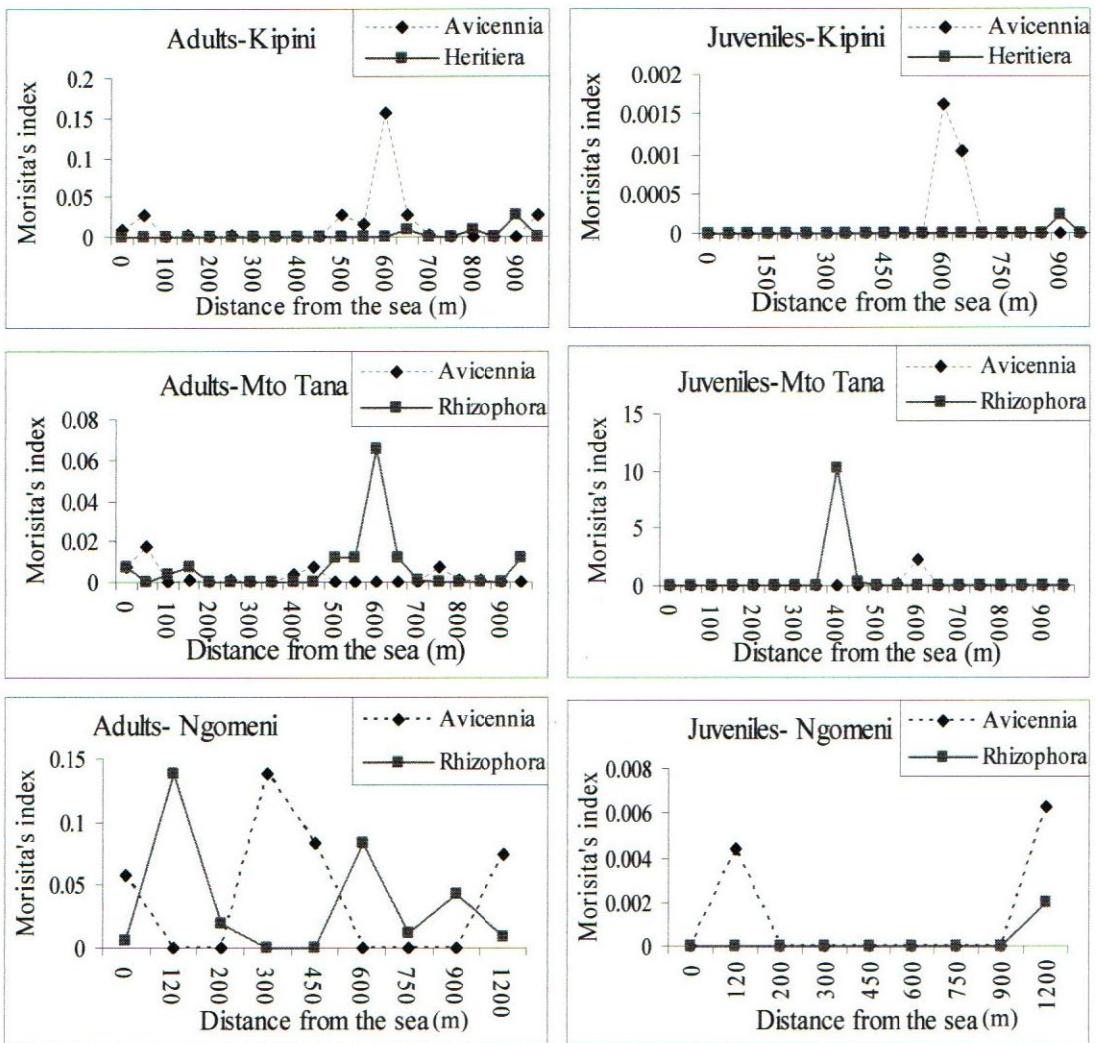 Adults-Kipini
Avicennia
Heritiera
Morisita's index
0.2
0.15
0.1
0.05
0
0 100 200 300 400 500 600 700 800 900
Distance from the sea (m)
Juveniles-Kipini
Avicennia
Heritiera
Morisita's index
0.002
0.0015
0.001
0.0005
0
0 150 300 450 600 750 900
Distance from the sea (m)
Adults-Mto Tana
Avicennia
Rhizophora
Morisita's index
0.08
0.06
0.04
0.02
0
0 100 200 300 400 500 600 700 800 900
Distance from the sea (m)
Juveniles-Mto Tana
Avicennia
Rhizophora
Morisita's index
15
10
5
0
0 100 200 300 400 500 600 700 800 900
Distance from the sea (m)
Adults- Ngomeni
Avicennia
Rhizophora
Morisita's index
0.15
0.1
0.05
0
0 120 200 300 450 600 750 900 1200
Distance from the sea (m)
Juveniles- Ngomeni
Avicennia
Rhizophora
Morisita's index
0.008
0.006
0.004
0.002
0
0 120 200 300 450 600 750 900 1200
Distance from the sea (m)